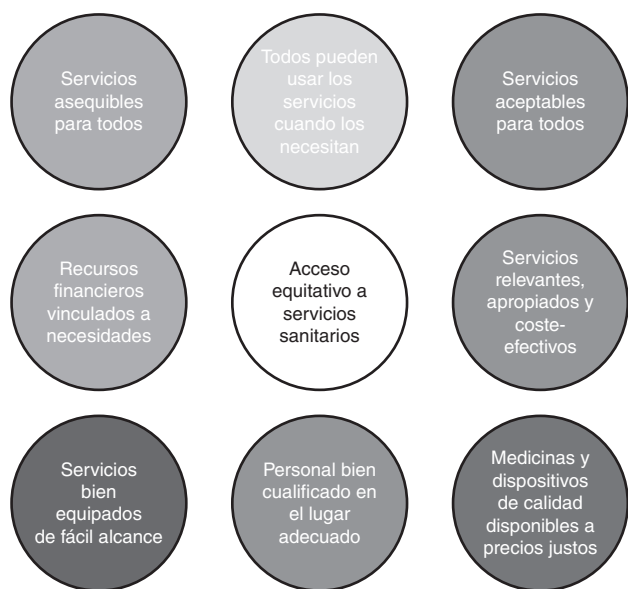 Servicios
asequibles
para todos
Todos pueden
usar los
servicios
cuando los
necesitan
Servicios
aceptables
para todos
Recursos
financieros
vinculados a
necesidades
Acceso
equitativo a
servicios
sanitarios
Servicios
relevantes,
apropiados y
coste-
efectivos
Servicios
bien
equipados
de fácil alcance
Personal bien
cualificado en
el lugar
adecuado
Medicinas y
dispositivos
de calidad
disponibles a
precios justos